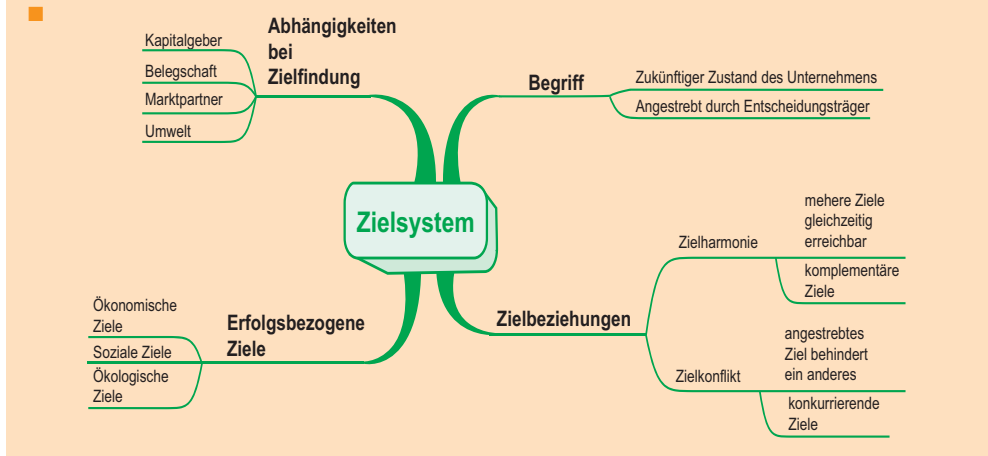 Abhängigkeiten
bei
Zielfindung
Kapitalgeber
Belegschaft
Marktpartner
Umwelt
Begriff
Zukünftiger Zustand des Unternehmens
Angestrebt durch Entscheidungsträger
Zielsystem
Erfolgsbezogene
Ziele
Ökonomische
Ziele
Soziale Ziele
Ökologische
Ziele
Zielbeziehungen
Zielharmonie
mehere Ziele
gleichzeitig
erreichbar
komplementäre
Ziele
Zielkonflikt
angestrebtes
Ziel behindert
ein anderes
konkurrierende
Ziele